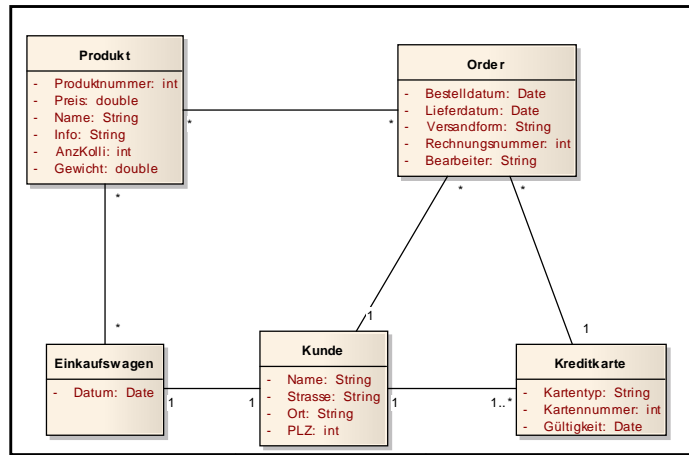 Produkt
- Produktnummer: int
- Preis: double
- Name: String
- Info: String
- AnzKolli: int
- Gewicht: double
Order
- Bestelldatum: Date
- Lieferdatum: Date
- Versandform: String
- Rechnungsnummer: int
- Bearbeiter: String
* *
* * *
* 1 1
Einkaufswagen
- Datum: Date
Kunde
- Name: String
- Strasse: String
- Ort: String
- PLZ: int
Kreditkarte
- Kartentyp: String
- Kartennummer: int
- Gültigkeit: Date
1 1 1 1..*